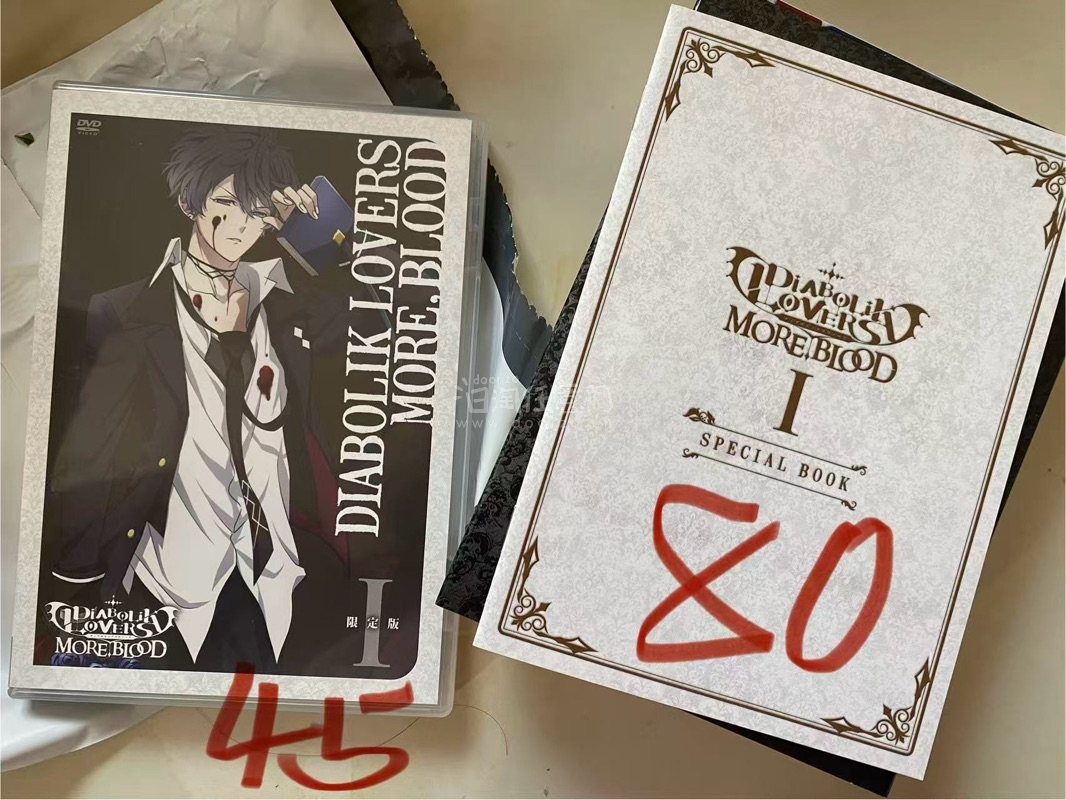 DVD
VIDEO
DIABOLIK LOVERS
MORE,BLOOD
I
限定版
DIABOLIK
LOVERS
MORE,BLOOD
45
DIABOLIK
LOVERS
MORE,BLOOD
I
SPECIAL BOOK
80